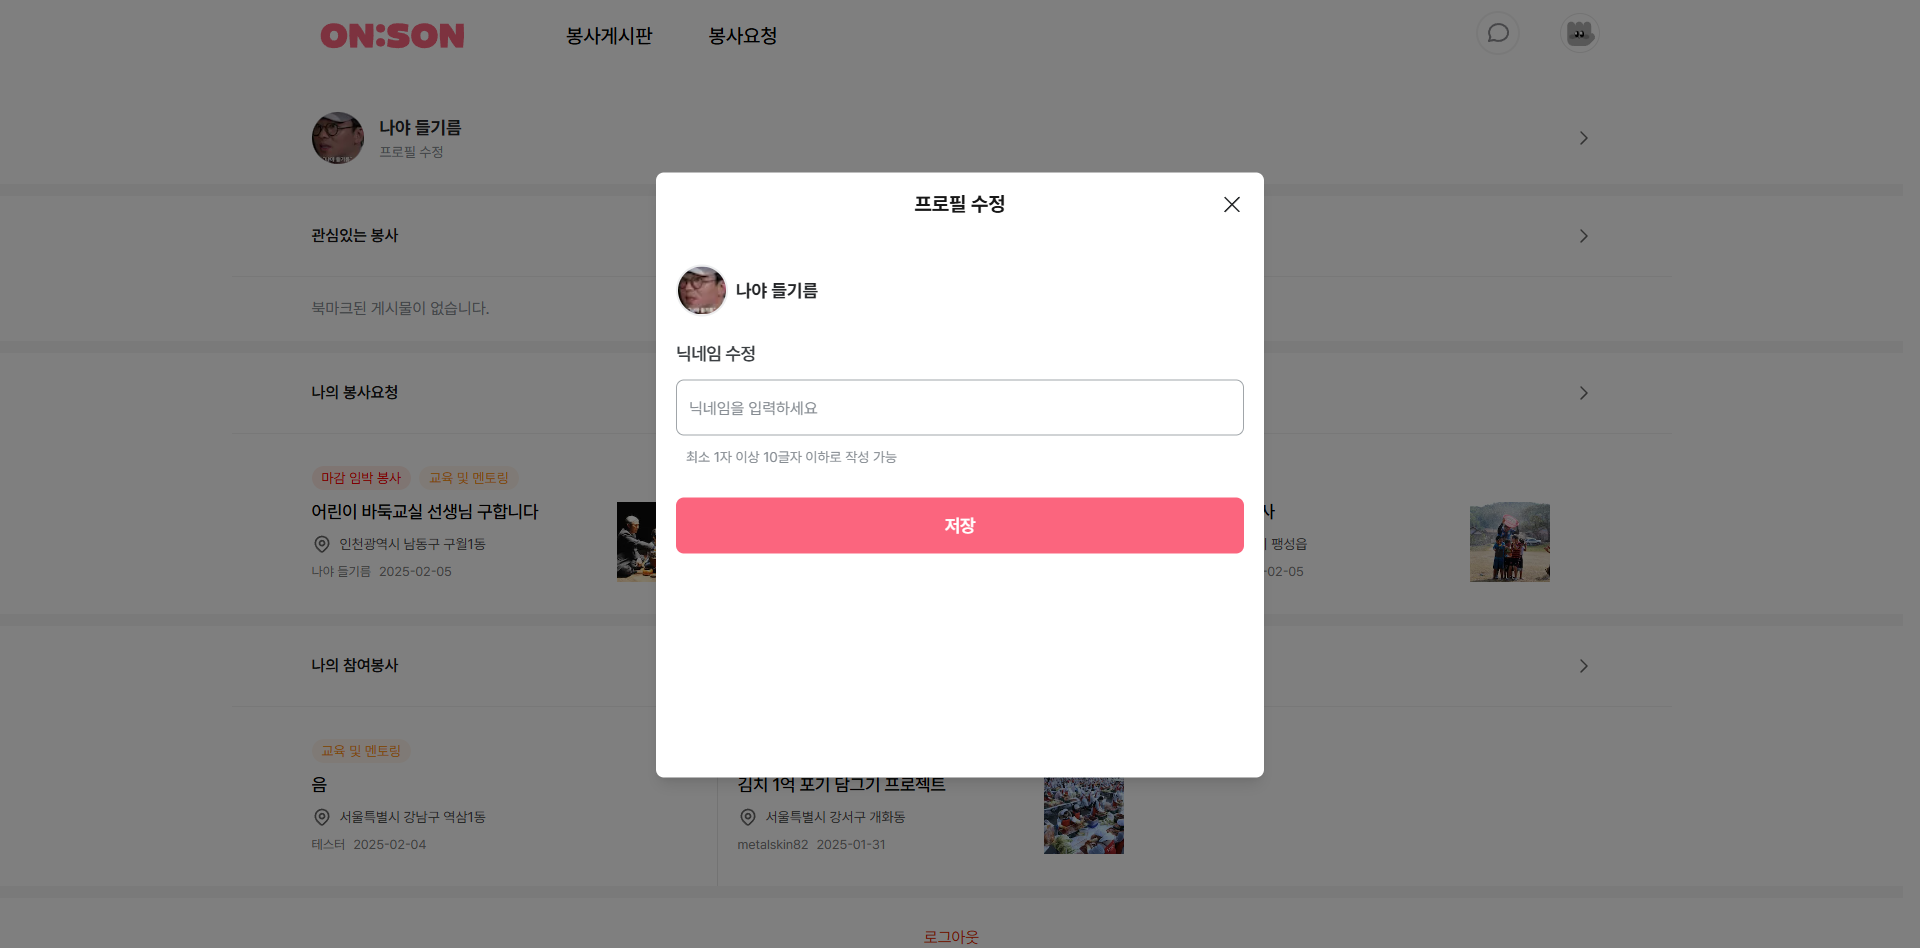 ON:SON
봉사게시판
봉사요청
나야 들기름
프로필 수정
관심있는 봉사
북마크된 게시물이 없습니다.
나의 봉사요청
마감 임박 봉사
교육 및 멘토링
어린이 바둑교실 선생님 구합니다
인천광역시 남동구 구월1동
나야 들기름 2025-02-05
사
팽성읍
-02-05
프로필 수정
나야 들기름
닉네임 수정
닉네임을 입력하세요
최소 1자 이상 10글자 이하로 작성 가능
저장
나의 참여봉사
교육 및 멘토링
음
서울특별시 강남구 역삼1동
테스터 2025-02-04
김치 1억 포기 담그기 프로젝트
서울특별시 강서구 개화동
metalskin82 2025-01-31
로그아웃